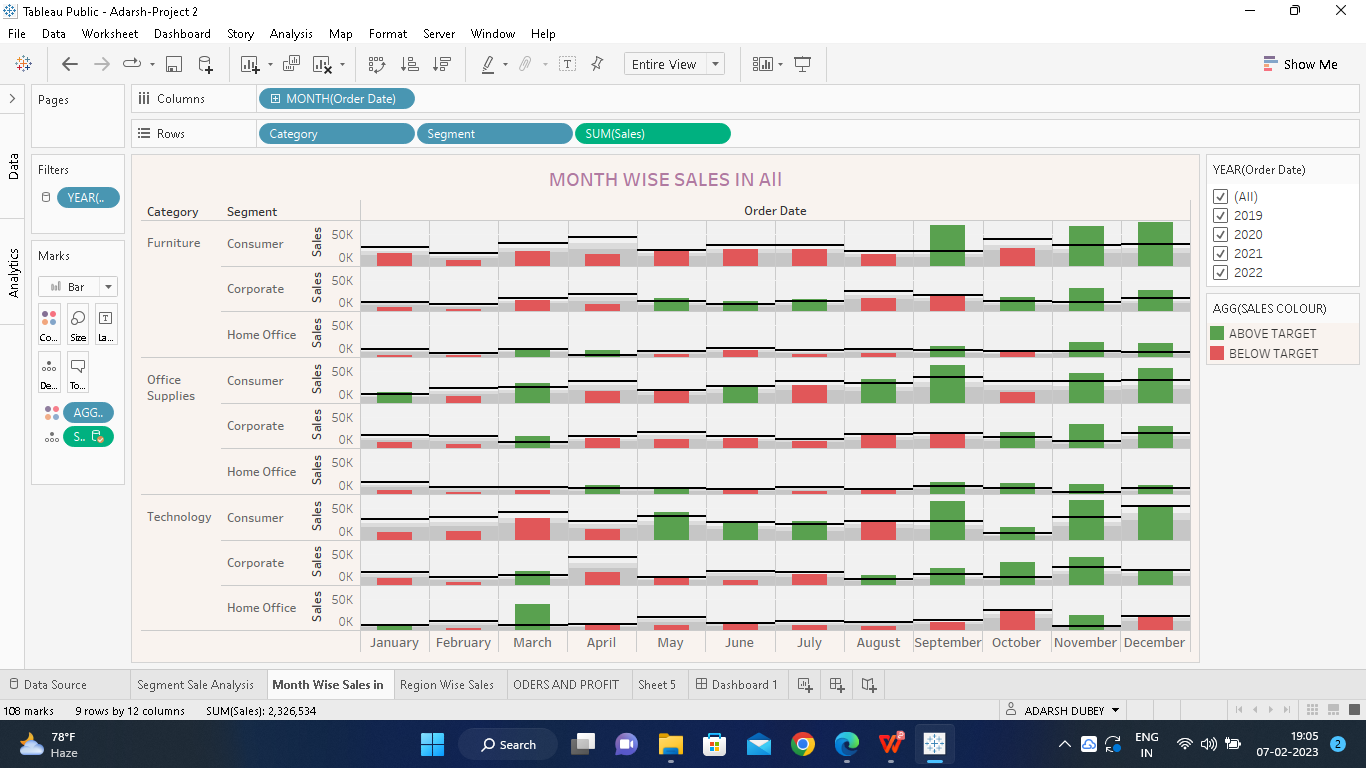 Tableau Public - Adarsh-Project 2
File Data Worksheet Dashboard Story Analysis Map Format Server Window Help
Entire View
Show Me
Pages
Columns
MONTH(Order Date)
Rows
Category Segment SUM(Sales)
Data
Analytics
Filters
YEAR(..
Marks
Bar
Co... Size La...
De... To...
AGG..
S..
MONTH WISE SALES IN All
Category Segment Order Date
Furniture Consumer Sales 50K
0K
Corporate Sales 50K
0K
Home Office Sales 50K
0K
Office Supplies Consumer Sales 50K
0K
Corporate Sales 50K
0K
Home Office Sales 50K
0K
Technology Consumer Sales 50K
0K
Corporate Sales 50K
0K
Home Office Sales 50K
0K
January February March April May June July August September October November December
YEAR(Order Date)
(All)
2019
2020
2021
2022
AGG(SALES COLOUR)
ABOVE TARGET
BELOW TARGET
Data Source Segment Sale Analysis Month Wise Sales in Region Wise Sales ODERS AND PROFIT Sheet 5 Dashboard 1
108 marks 9 rows by 12 columns SUM(Sales): 2,326,534 ADARSH DUBEY
78°F
Haze
Search
ENG
IN
19:05
07-02-2023
2